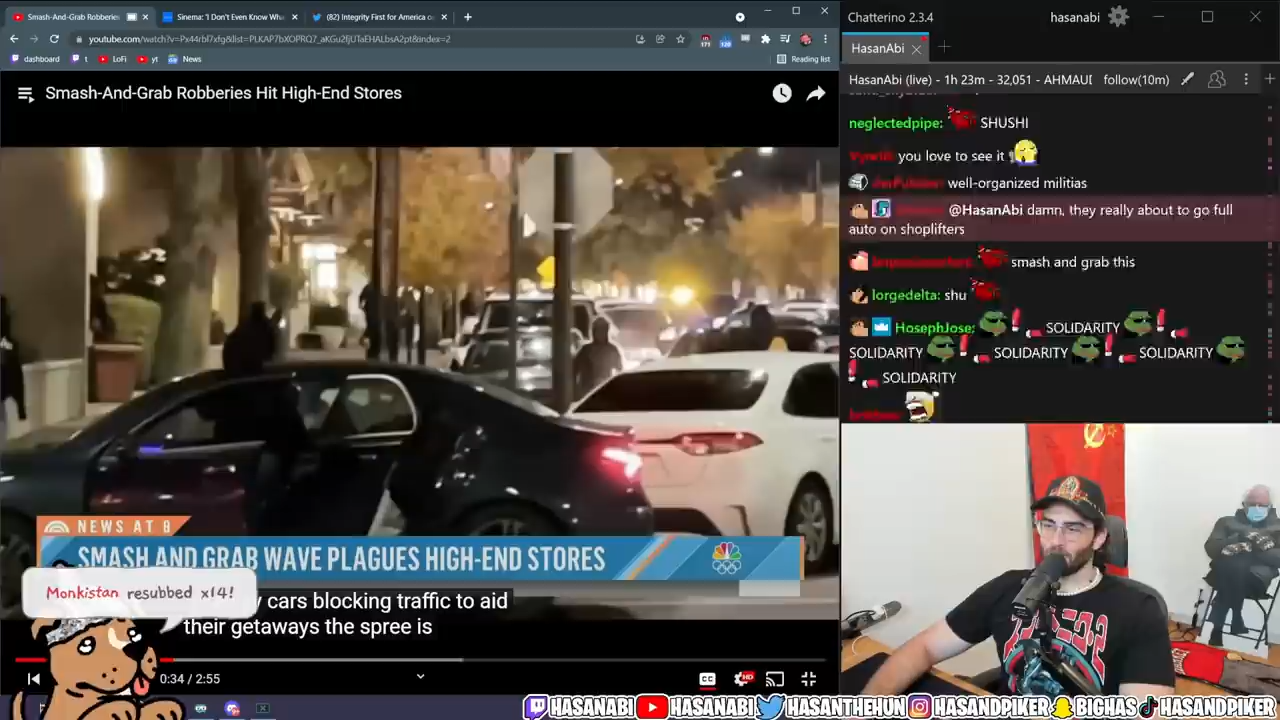 Smash-And-Grab Robberies
Sinema: 'I Don't Even Know Wha
(82) Integrity First for America o
youtube.com/watch?v=Px44rbl7xfg&list=PLKAP7bXOPRQ7_aKGu2fjUTaEHALbsA2pt&index=2
dashboard
t
LoFi
yt
News
Reading list
Smash-And-Grab Robberies Hit High-End Stores
NEWS AT 8
SMASH AND GRAB WAVE PLAGUES HIGH-END STORES
Monkistan resubbed x14!
cars blocking traffic to aid
their getaways the spree is
0:34 / 2:55
CC
HD
Chatterino 2.3.4
hasanabi
HasanAbi
HasanAbi (live) - 1h 23m - 32,051 - AHMAUD
follow(10m)
neglectedpipe: SHUSHI
you love to see it
well-organized militias
@HasanAbi damn, they really about to go full
auto on shoplifters
smash and grab this
lorgedelta: shu
HosephJose: SOLIDARITY
SOLIDARITY SOLIDARITY SOLIDARITY
SOLIDARITY
HASANABI HASANABI HASANTHEHUN HASANDPIKER BIGHAS HASANDPIKER